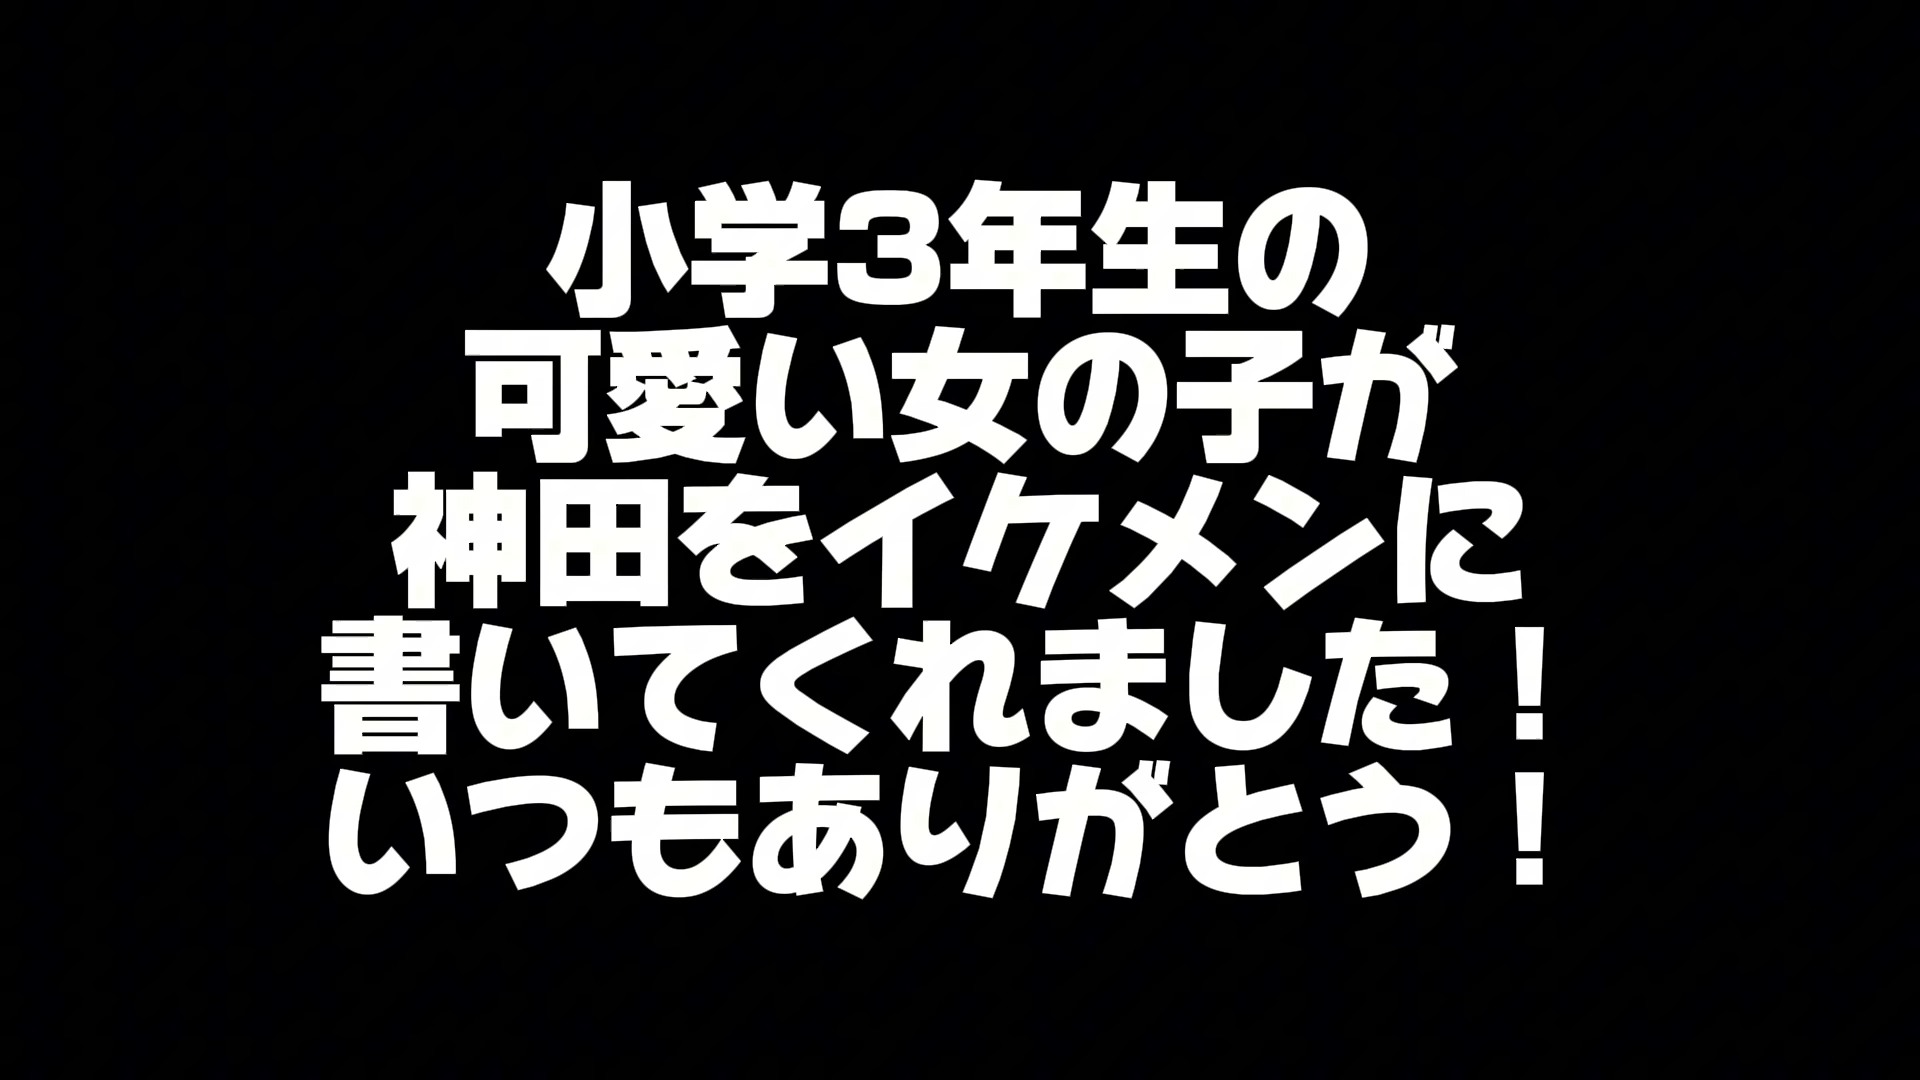 小学3年生の
可愛い女の子が
神田をイケメンに
書いてくれました！
いつもありがとう！